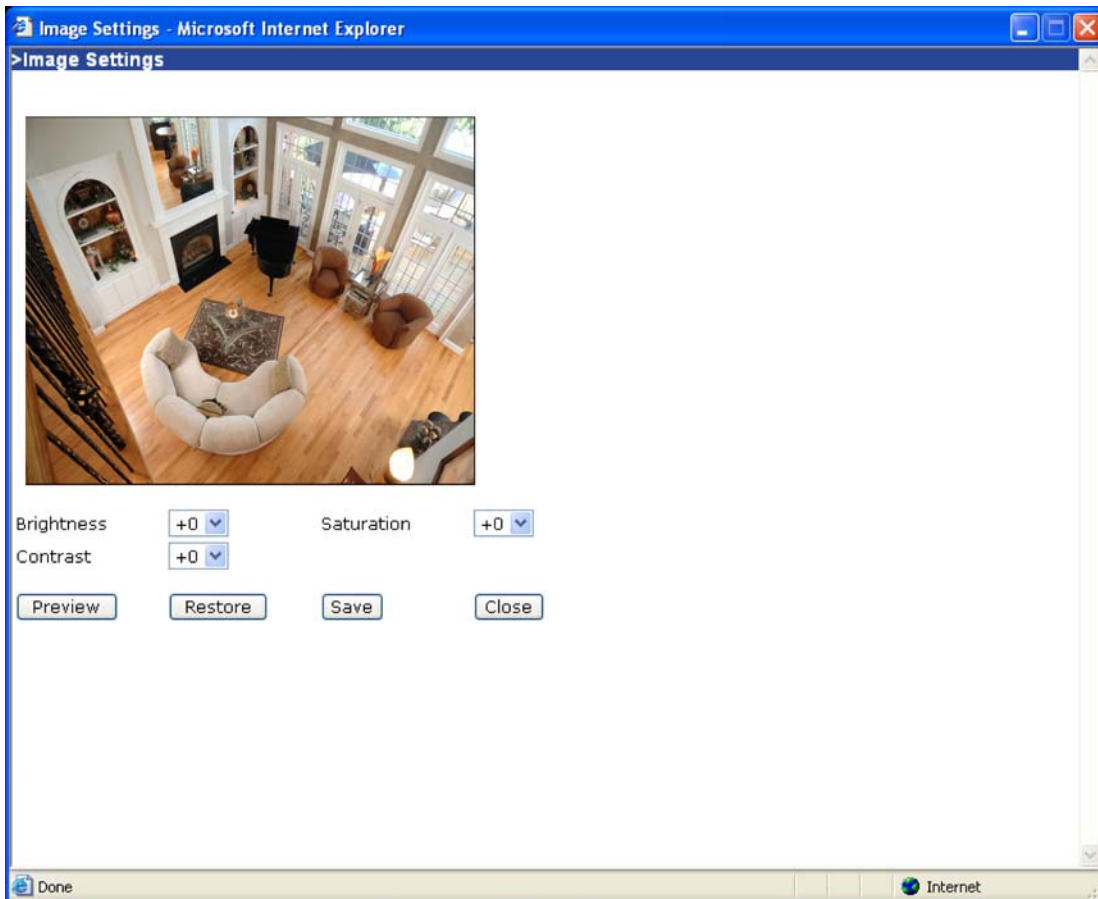 Image Settings - Microsoft Internet Explorer
>Image Settings
Brightness +0 Saturation +0
Contrast +0
Preview Restore Save Close
Done Internet